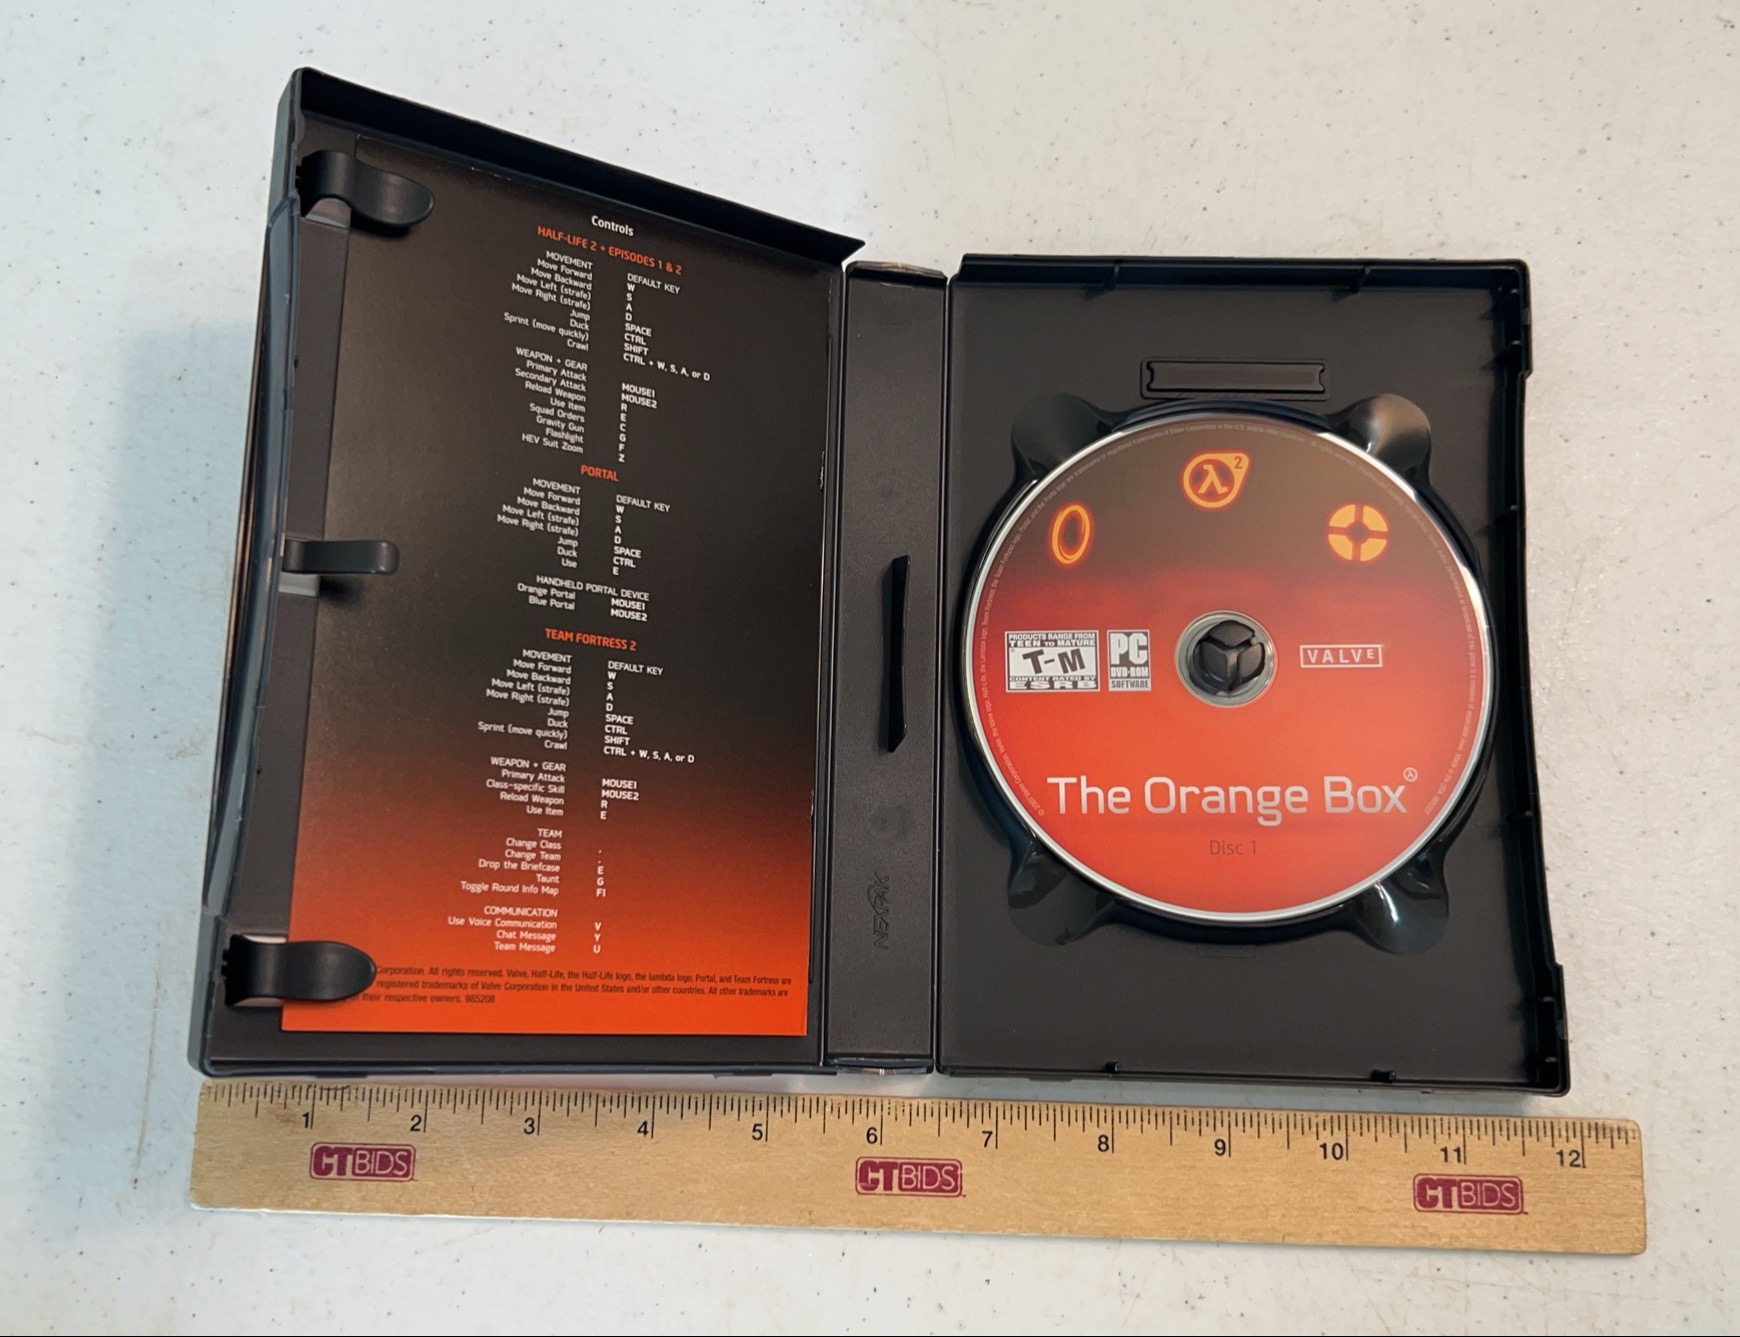 Controls
HALF-LIFE 2 + EPISODES 1 & 2
MOVEMENT DEFAULT KEY
Move Forward W
Move Backward S
Move Left (strafe) A
Move Right (strafe) D
Jump SPACE
Duck CTRL
Sprint (move quickly) SHIFT
Crawl CTRL + W, S, A, or D
WEAPON + GEAR
Primary Attack MOUSE1
Secondary Attack MOUSE2
Reload Weapon R
Use Item E
Squad Orders C
Gravity Gun G
Flashlight F
HEV Suit Zoom Z
PORTAL
MOVEMENT DEFAULT KEY
Move Forward W
Move Backward S
Move Left (strafe) A
Move Right (strafe) D
Jump SPACE
Duck CTRL
Use E
HANDHELD PORTAL DEVICE
Orange Portal MOUSE1
Blue Portal MOUSE2
TEAM FORTRESS 2
MOVEMENT DEFAULT KEY
Move Forward W
Move Backward S
Move Left (strafe) A
Move Right (strafe) D
Jump SPACE
Duck CTRL
Sprint (move quickly) SHIFT
Crawl CTRL + W, S, A, or D
WEAPON + GEAR
Primary Attack MOUSE1
Class-specific Skill MOUSE2
Reload Weapon R
Use Item E
TEAM
Change Class ,
Change Team .
Drop the Briefcase E
Taunt G
Toggle Round Info Map F1
COMMUNICATION
Use Voice Communication V
Chat Message Y
Team Message U
Corporation. All rights reserved. Valve, Half-Life, the Half-Life logo, the lambda logo, Portal, and Team Fortress are
registered trademarks of Valve Corporation in the United States and/or other countries. All other trademarks are
their respective owners. 985208
NEXPAK
λ2
PRODUCTS RANGE FROM
TEEN TO MATURE
T-M
CONTENT RATED BY
ESRB
PC
DVD-ROM
SOFTWARE
VALVE
The Orange Box
Disc 1
1 2 3 4 5 6 7 8 9 10 11 12
CTBIDS
CTBIDS
CTBIDS